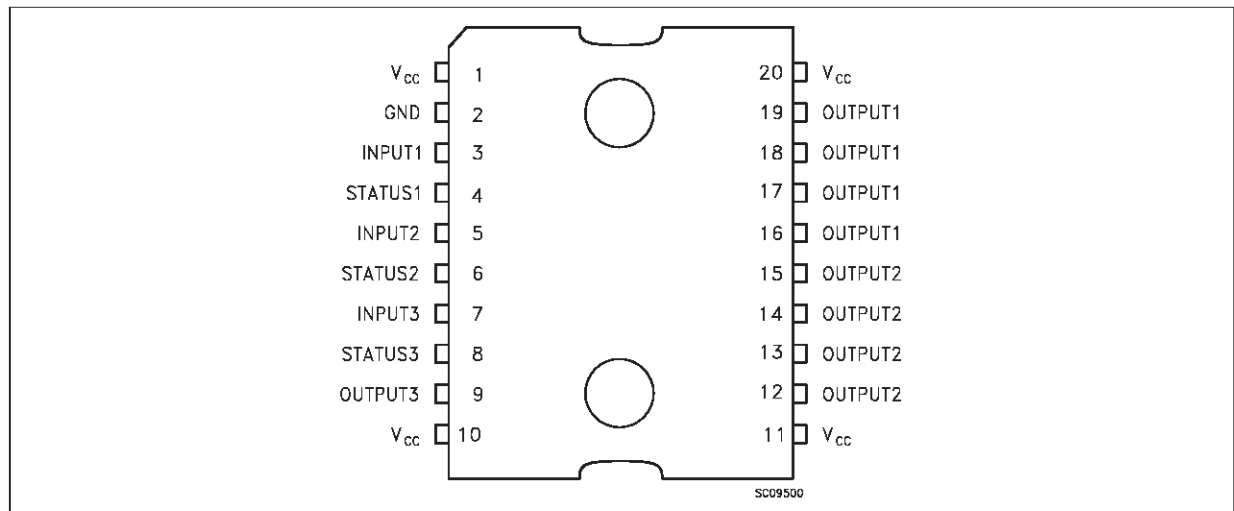 VCC 1 20 VCC
GND 2 19 OUTPUT1
INPUT1 3 18 OUTPUT1
STATUS1 4 17 OUTPUT1
INPUT2 5 16 OUTPUT1
STATUS2 6 15 OUTPUT2
INPUT3 7 14 OUTPUT2
STATUS3 8 13 OUTPUT2
OUTPUT3 9 12 OUTPUT2
VCC 10 11 VCC
SC09500